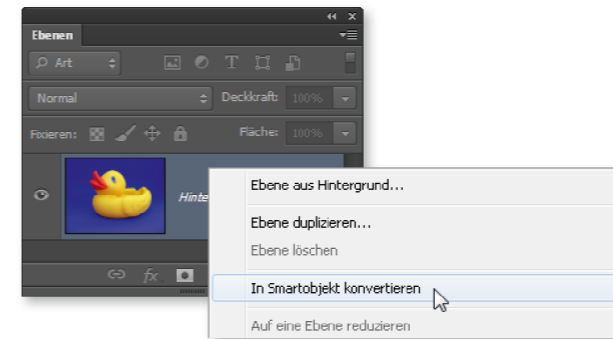 Ebenen
Art
Normal Deckkraft: 100%
Fixieren: Fläche: 100%
Hinte
Ebene aus Hintergrund...
Ebene duplizieren...
Ebene löschen
In Smartobjekt konvertieren
Auf eine Ebene reduzieren
fx